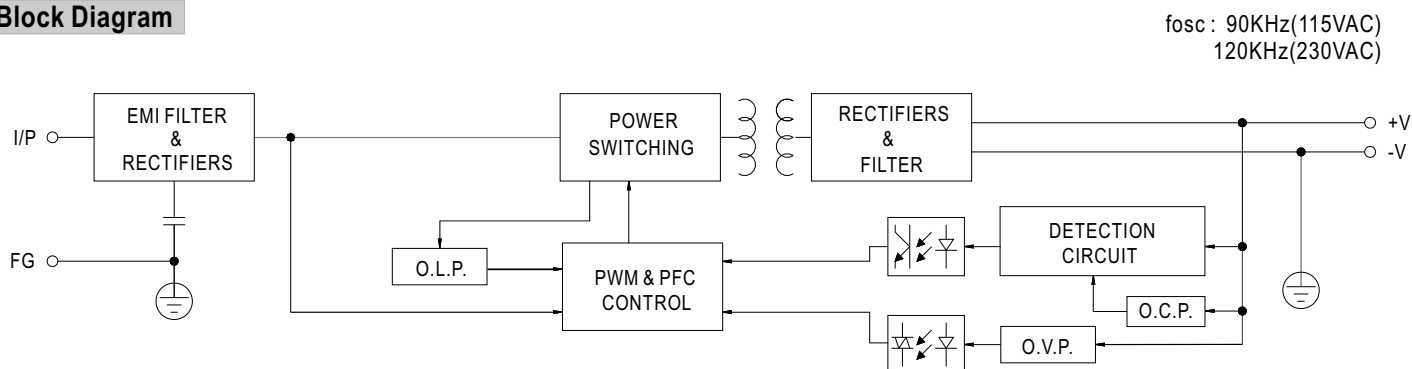 Block Diagram
fosc : 90KHz(115VAC)
120KHz(230VAC)
I/P
EMI FILTER
&
RECTIFIERS
POWER
SWITCHING
RECTIFIERS
&
FILTER
+V
-V
FG
O.L.P.
PWM & PFC
CONTROL
DETECTION
CIRCUIT
O.C.P.
O.V.P.